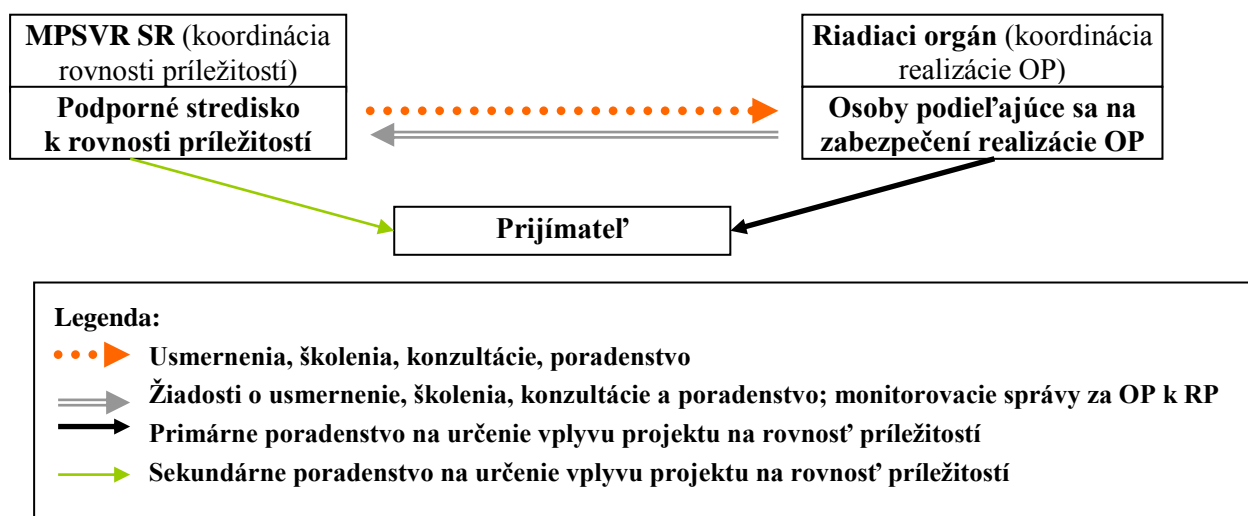 MPSVR SR (koordinácia
rovnosti príležitostí)
Podporné stredisko
k rovnosti príležitostí
Riadiaci orgán (koordinácia
realizácie OP)
Osoby podieľajúce sa na
zabezpečení realizácie OP
Prijímateľ
Legenda:
Usmernenia, školenia, konzultácie, poradenstvo
Žiadosti o usmernenie, školenia, konzultácie a poradenstvo; monitorovacie správy za OP k RP
Primárne poradenstvo na určenie vplyvu projektu na rovnosť príležitostí
Sekundárne poradenstvo na určenie vplyvu projektu na rovnosť príležitostí